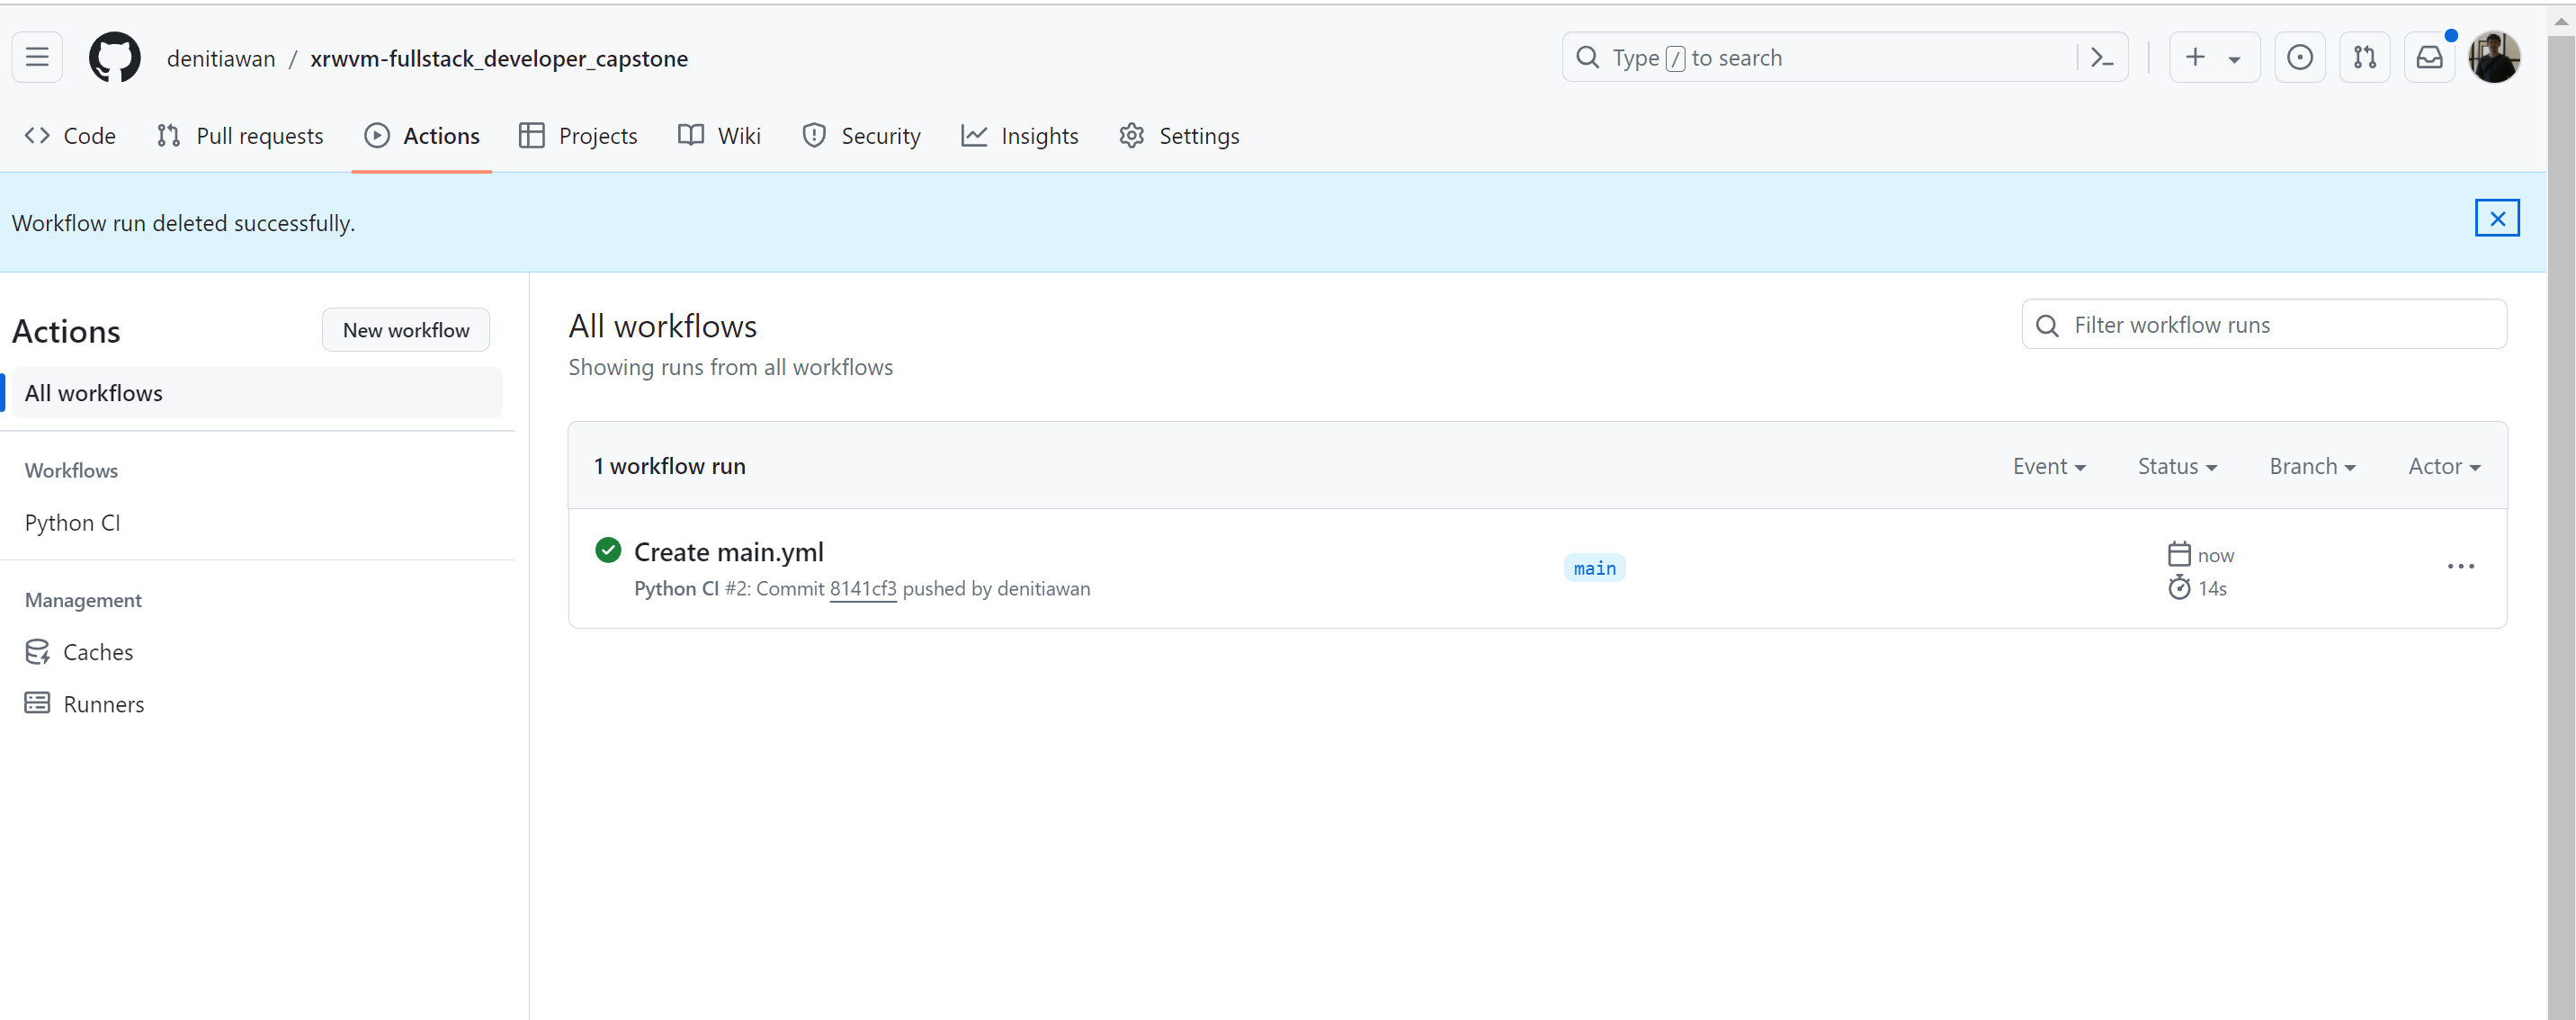 denitiawan / xrwvm-fullstack_developer_capstone
Type / to search
Code Pull requests Actions Projects Wiki Security Insights Settings
Workflow run deleted successfully.
Actions
New workflow
All workflows
Workflows
Python CI
Management
Caches
Runners
All workflows
Showing runs from all workflows
Filter workflow runs
1 workflow run
Event Status Branch Actor
Create main.yml
Python CI #2: Commit 8141cf3 pushed by denitiawan
main
now
14s